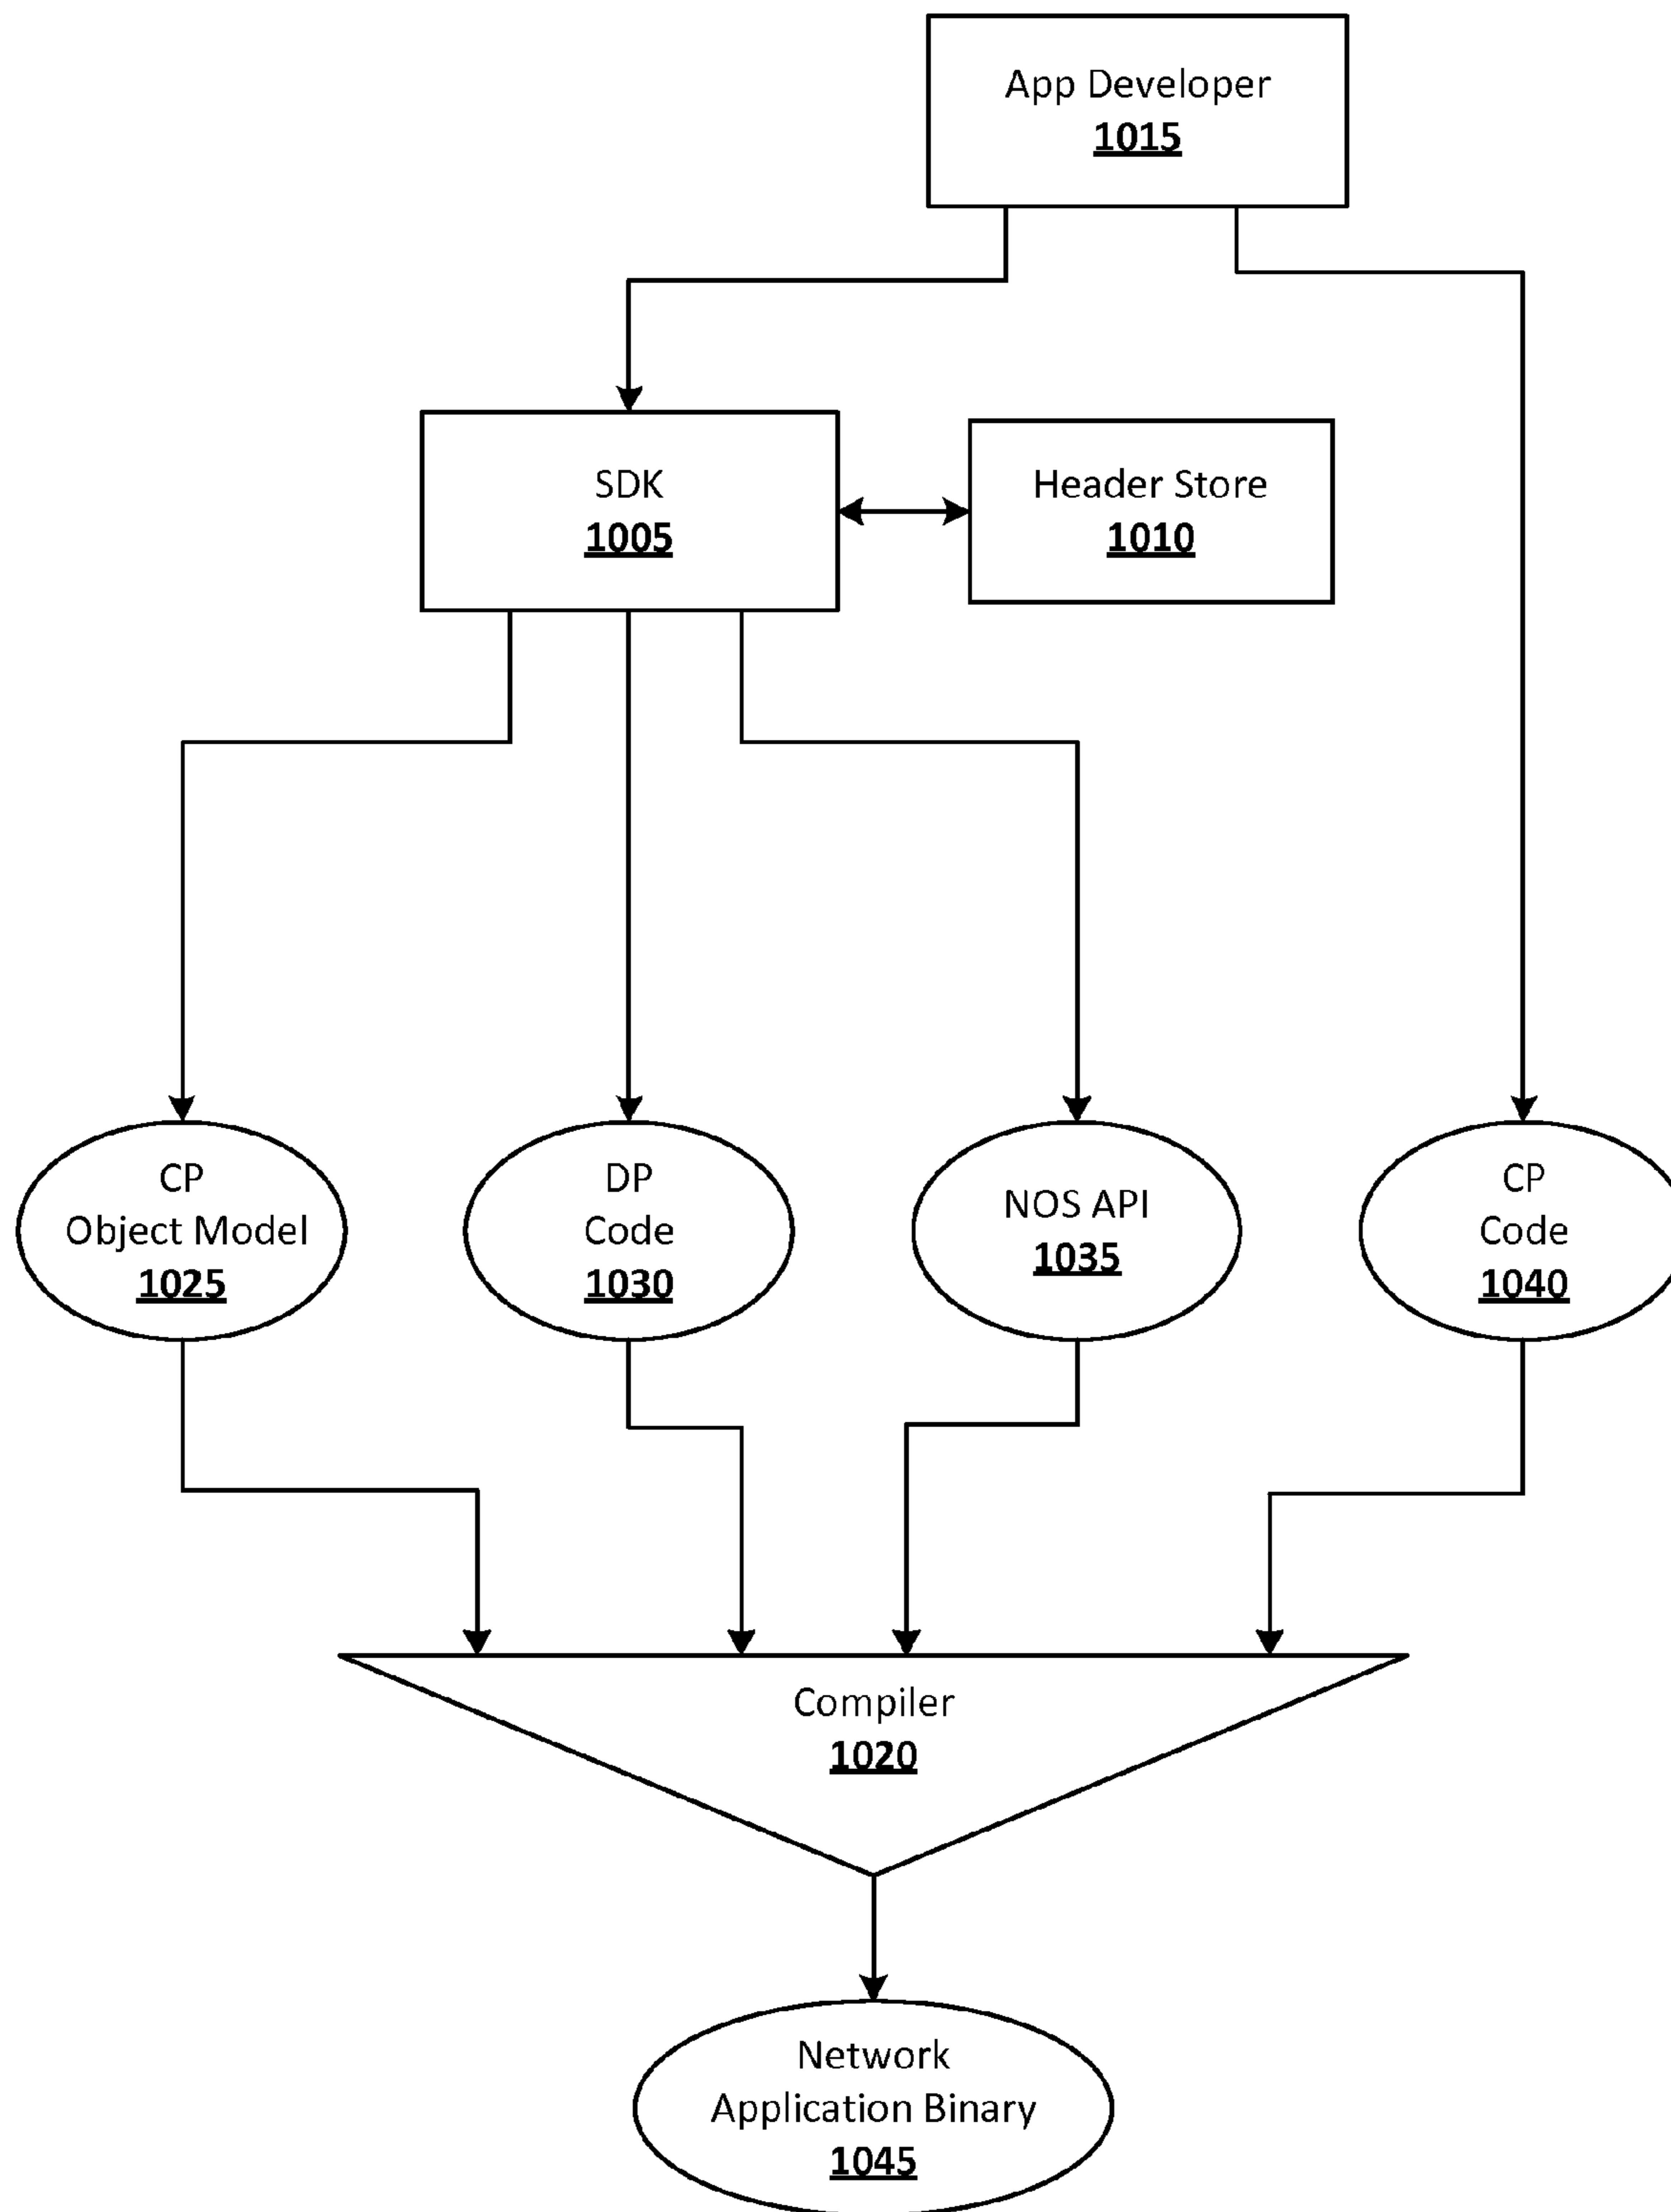 App Developer
1015
SDK
1005
Header Store
1010
CP
Object Model
1025
DP
Code
1030
NOS API
1035
CP
Code
1040
Compiler
1020
Network
Application Binary
1045